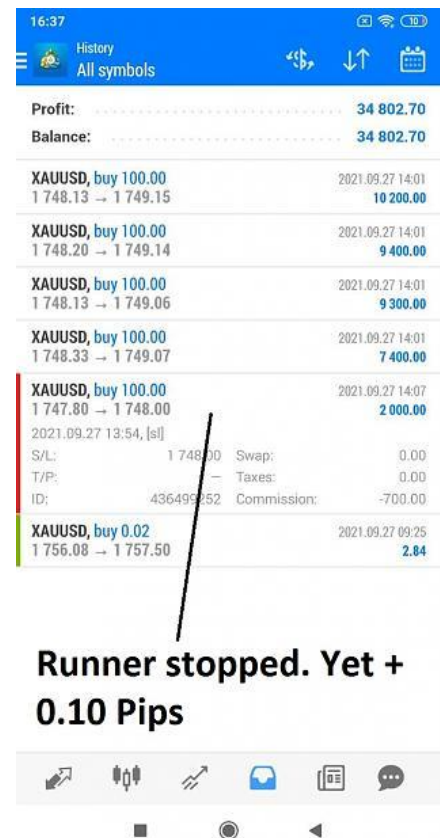 16:37
10
History
All symbols
Profit: 34 802.70
Balance: 34 802.70
XAUUSD, buy 100.00 2021.09.27 14:01
1 748.13 → 1 749.15 10 200.00
XAUUSD, buy 100.00 2021.09.27 14:01
1 748.20 → 1 749.14 9 400.00
XAUUSD, buy 100.00 2021.09.27 14:01
1 748.13 → 1 749.06 9 300.00
XAUUSD, buy 100.00 2021.09.27 14:01
1 748.33 → 1 749.07 7 400.00
XAUUSD, buy 100.00 2021.09.27 14:07
1 747.80 → 1 748.00 2 000.00
2021.09.27 13:54, [sl]
S/L: 1 748.00 Swap: 0.00
T/P: – Taxes: 0.00
ID: 436499252 Commission: -700.00
XAUUSD, buy 0.02 2021.09.27 09:25
1 756.08 → 1 757.50 2.84
Runner stopped. Yet +
0.10 Pips